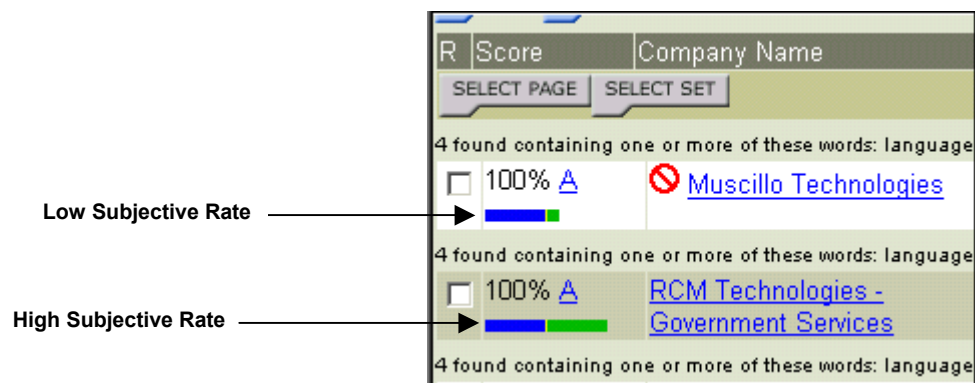 R Score Company Name
SELECT PAGE SELECT SET
4 found containing one or more of these words: language
100% A Muscillo Technologies
Low Subjective Rate
4 found containing one or more of these words: language
100% A RCM Technologies -
Government Services
High Subjective Rate
4 found containing one or more of these words: language